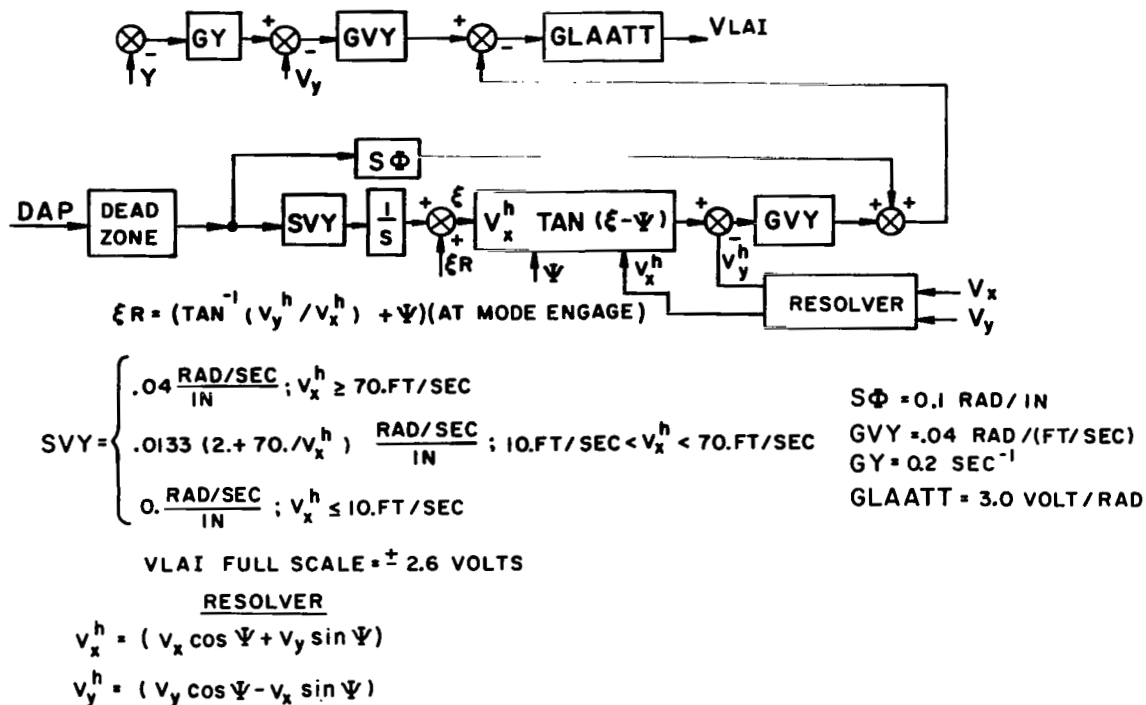 + + +
GY GVY GLAATT VLAI
- - -
Y Vy
SΦ
DAP DEAD ZONE SVY 1/S + ξ V_x^h TAN (ξ-Ψ) + GVY + + +
+ ξR Ψ V_x^h - V_y^h
RESOLVER V_x
V_y
ξR = (TAN^-1 (V_y^h / V_x^h) + Ψ)(AT MODE ENGAGE)
SVY = { .04 RAD/SEC / IN ; V_x^h ≥ 70. FT/SEC
.0133 (2. + 70./V_x^h) RAD/SEC / IN ; 10. FT/SEC < V_x^h < 70. FT/SEC
0. RAD/SEC / IN ; V_x^h ≤ 10. FT/SEC
SΦ = 0.1 RAD/IN
GVY = .04 RAD/(FT/SEC)
GY = 0.2 SEC^-1
GLAATT = 3.0 VOLT/RAD
VLAI FULL SCALE = ± 2.6 VOLTS
RESOLVER
V_x^h = (V_x cos Ψ + V_y sin Ψ)
V_y^h = (V_y cos Ψ - V_x sin Ψ)